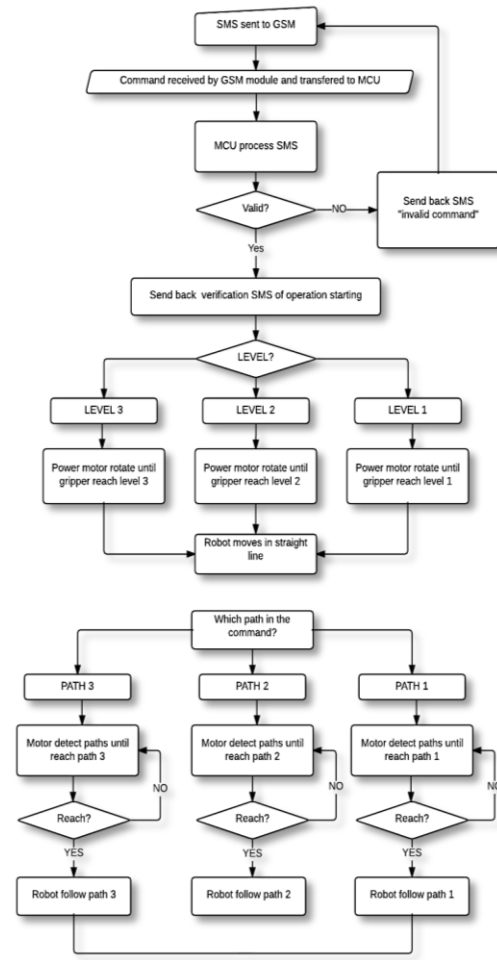 SMS sent to GSM
Command received by GSM module and transfered to MCU
MCU process SMS
Valid?
NO
Send back SMS
"invalid command"
Yes
Send back verification SMS of operation starting
LEVEL?
LEVEL 3
LEVEL 2
LEVEL 1
Power motor rotate until
gripper reach level 3
Power motor rotate until
gripper reach level 2
Power motor rotate until
gripper reach level 1
Robot moves in straight
line
Which path in the
command?
PATH 3
PATH 2
PATH 1
Motor detect paths until
reach path 3
Motor detect paths until
reach path 2
Motor detect paths until
reach path 1
NO
NO
NO
Reach?
Reach?
Reach?
YES
YES
YES
Robot follow path 3
Robot follow path 2
Robot follow path 1